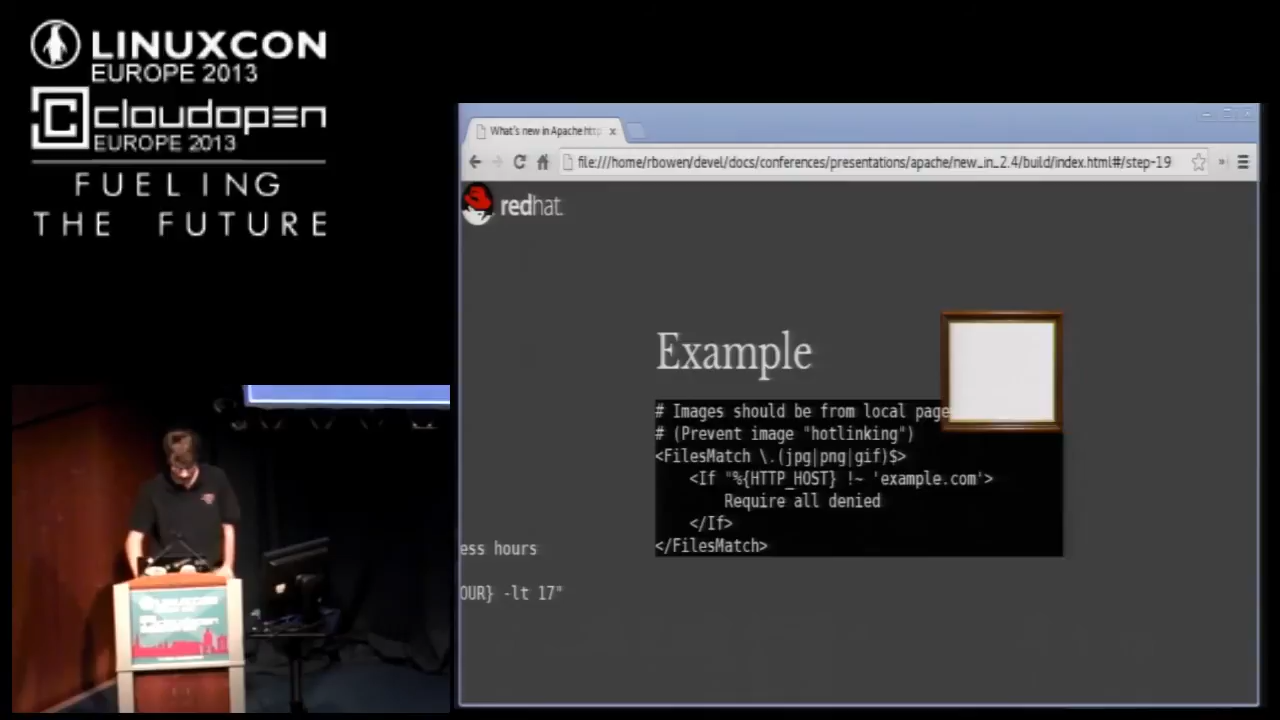 LINUXCON
EUROPE 2013
cloudopen
EUROPE 2013
FUELING
THE FUTURE
What's new in Apache http
file:///home/rbowen/devel/docs/conferences/presentations/apache/new_in_2.4/build/index.html#/step-19
redhat
Example
# Images should be from local page
# (Prevent image "hotlinking")
<FilesMatch \.(jpg|png|gif)$>
<If "%{HTTP_HOST} !~ 'example.com'>
Require all denied
</If>
</FilesMatch>
ess hours
OUR} -lt 17"
LINUXCON